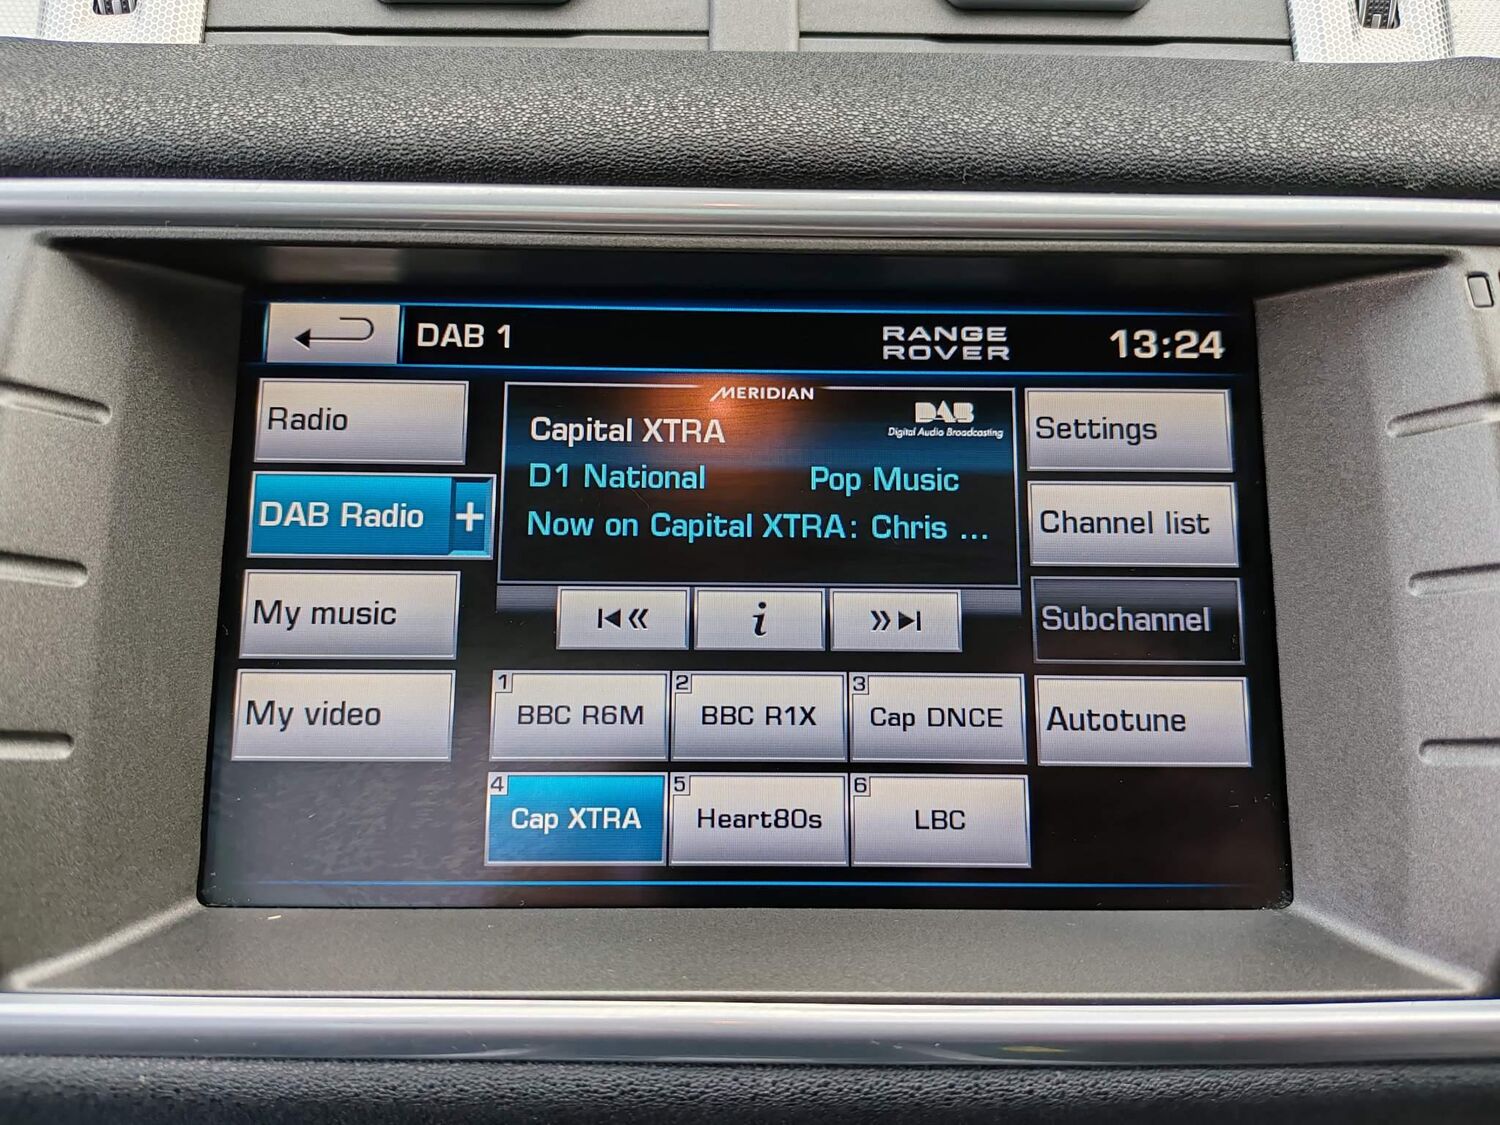 DAB 1
RANGE
ROVER
13:24
Radio
DAB Radio +
My music
My video
MERIDIAN
Capital XTRA
DAB
Digital Audio Broadcasting
D1 National Pop Music
Now on Capital XTRA: Chris ...
i
1 BBC R6M
2 BBC R1X
3 Cap DNCE
4 Cap XTRA
5 Heart80s
6 LBC
Settings
Channel list
Subchannel
Autotune